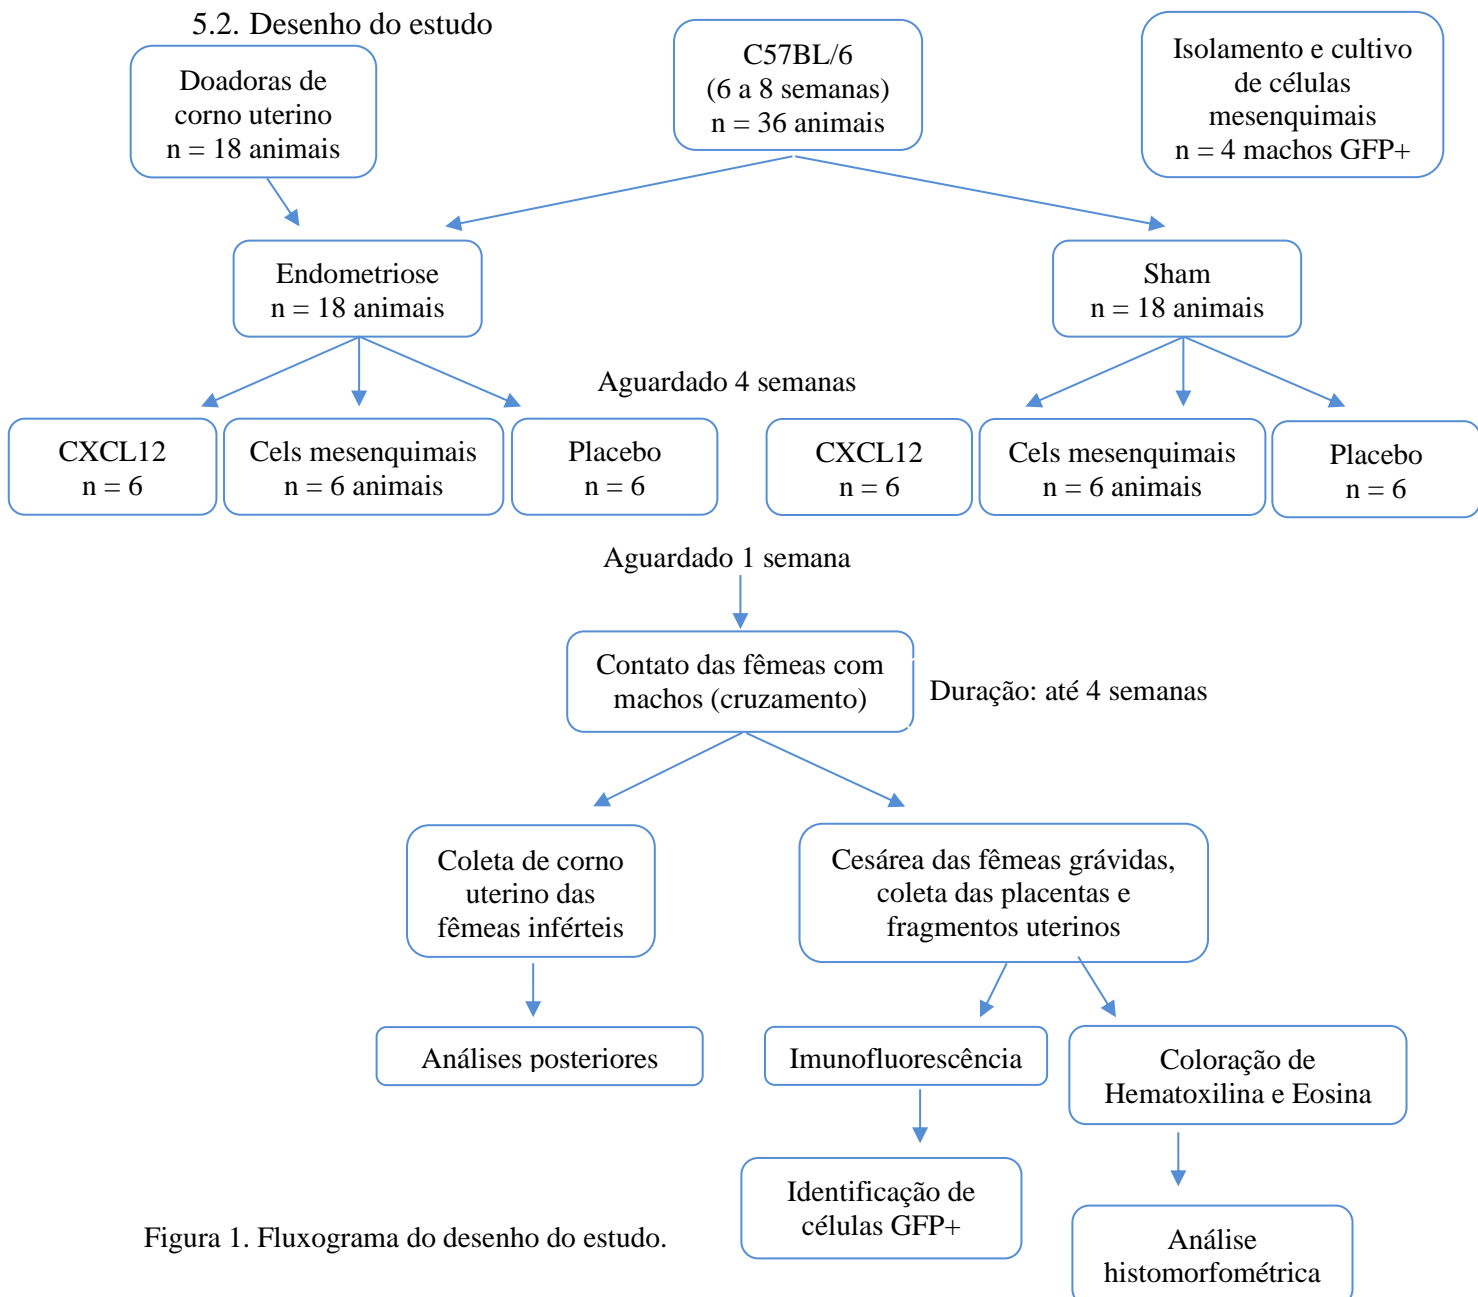 5.2. Desenho do estudo
Doadoras de
corno uterino
n = 18 animais
C57BL/6
(6 a 8 semanas)
n = 36 animais
Isolamento e cultivo
de células
mesenquimais
n = 4 machos GFP+
Endometriose
n = 18 animais
Sham
n = 18 animais
Aguardado 4 semanas
CXCL12
n = 6
Cels mesenquimais
n = 6 animais
Placebo
n = 6
CXCL12
n = 6
Cels mesenquimais
n = 6 animais
Placebo
n = 6
Aguardado 1 semana
Contato das fêmeas com
machos (cruzamento)
Duração: até 4 semanas
Coleta de corno
uterino das
fêmeas inférteis
Cesárea das fêmeas grávidas,
coleta das placentas e
fragmentos uterinos
Análises posteriores
Imunofluorescência
Coloração de
Hematoxilina e Eosina
Identificação de
células GFP+
Análise
histomorfométrica
Figura 1. Fluxograma do desenho do estudo.